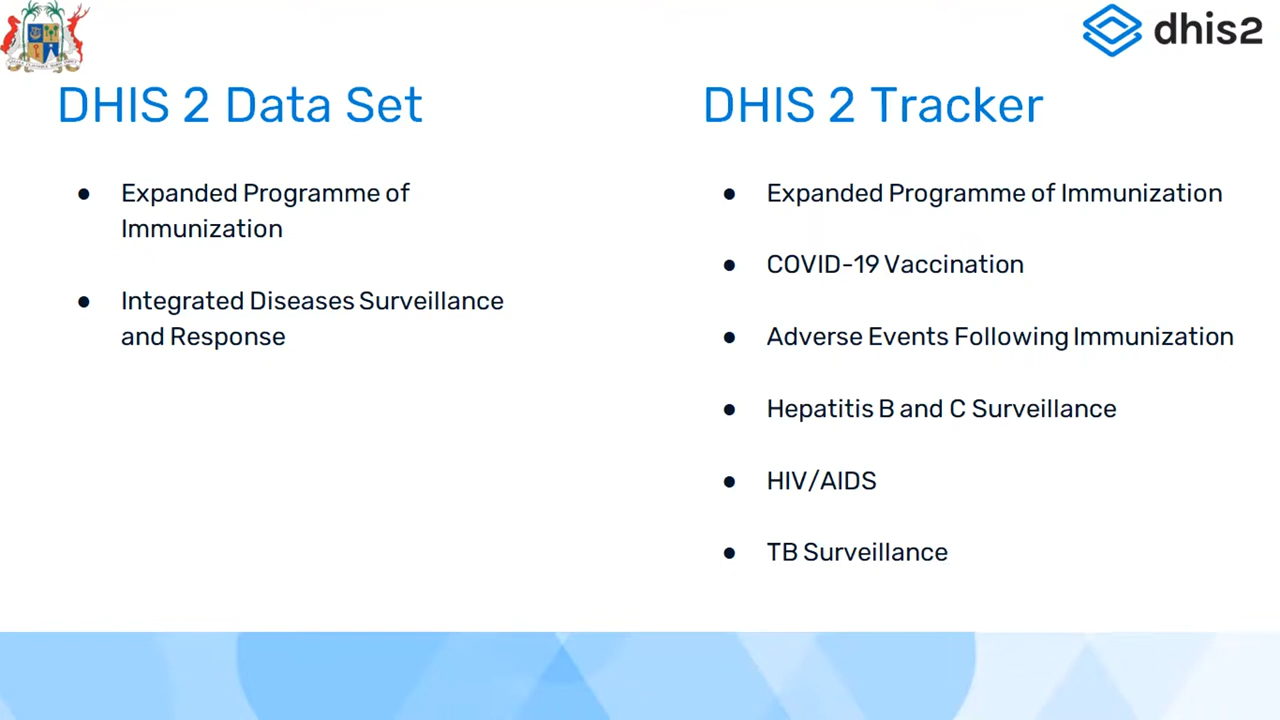 dhis2
DHIS 2 Data Set
● Expanded Programme of
Immunization
● Integrated Diseases Surveillance
and Response
DHIS 2 Tracker
● Expanded Programme of Immunization
● COVID-19 Vaccination
● Adverse Events Following Immunization
● Hepatitis B and C Surveillance
● HIV/AIDS
● TB Surveillance